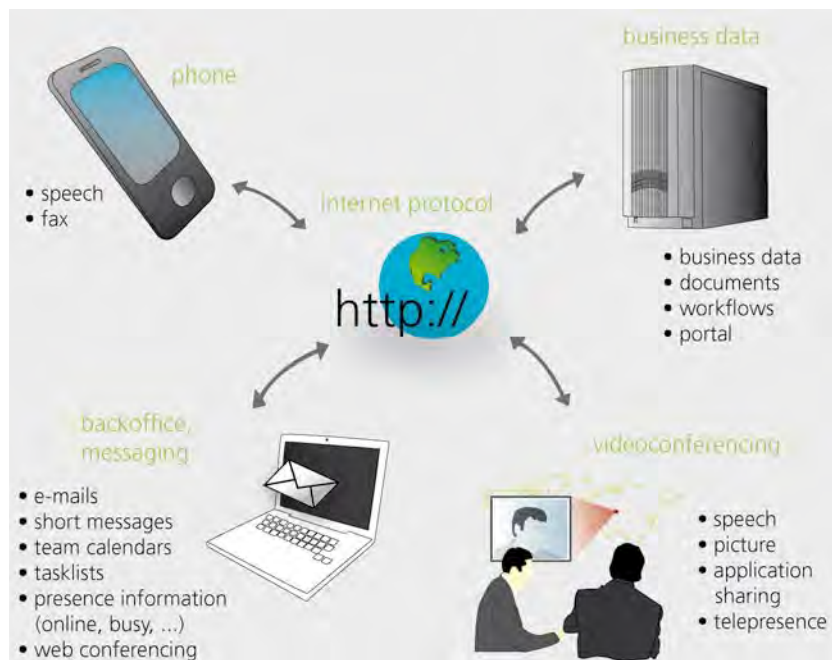 business data
phone
• speech
• fax
internet protocol
http://
• business data
• documents
• workflows
• portal
backoffice,
messaging
• e-mails
• short messages
• team calendars
• tasklists
• presence information
(online, busy, ...)
• web conferencing
videoconferencing
• speech
• picture
• application
sharing
• telepresence